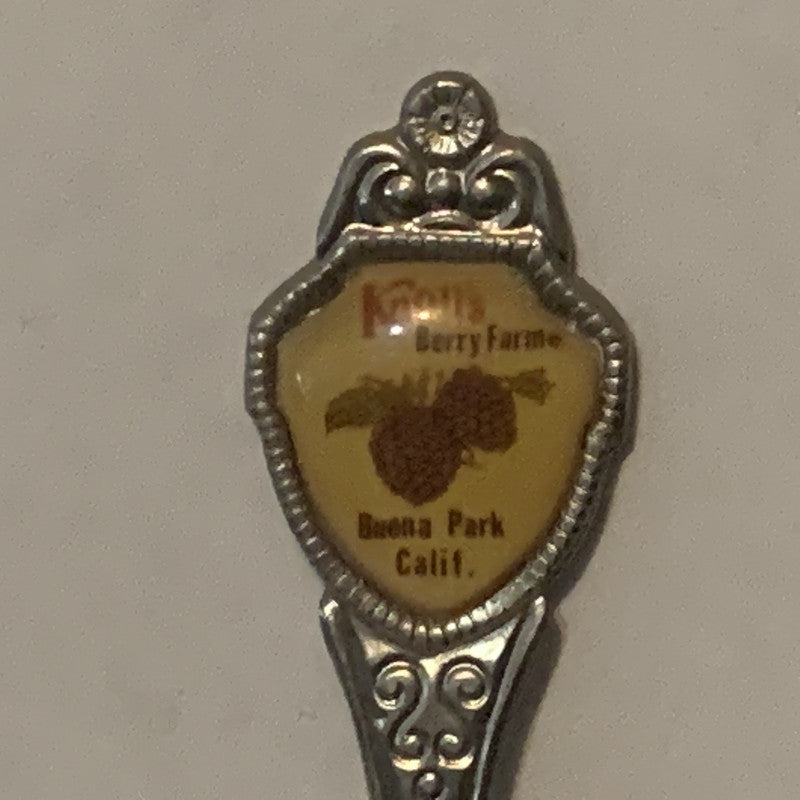 Knott's
Berry Farm®
Buena Park
Calif.